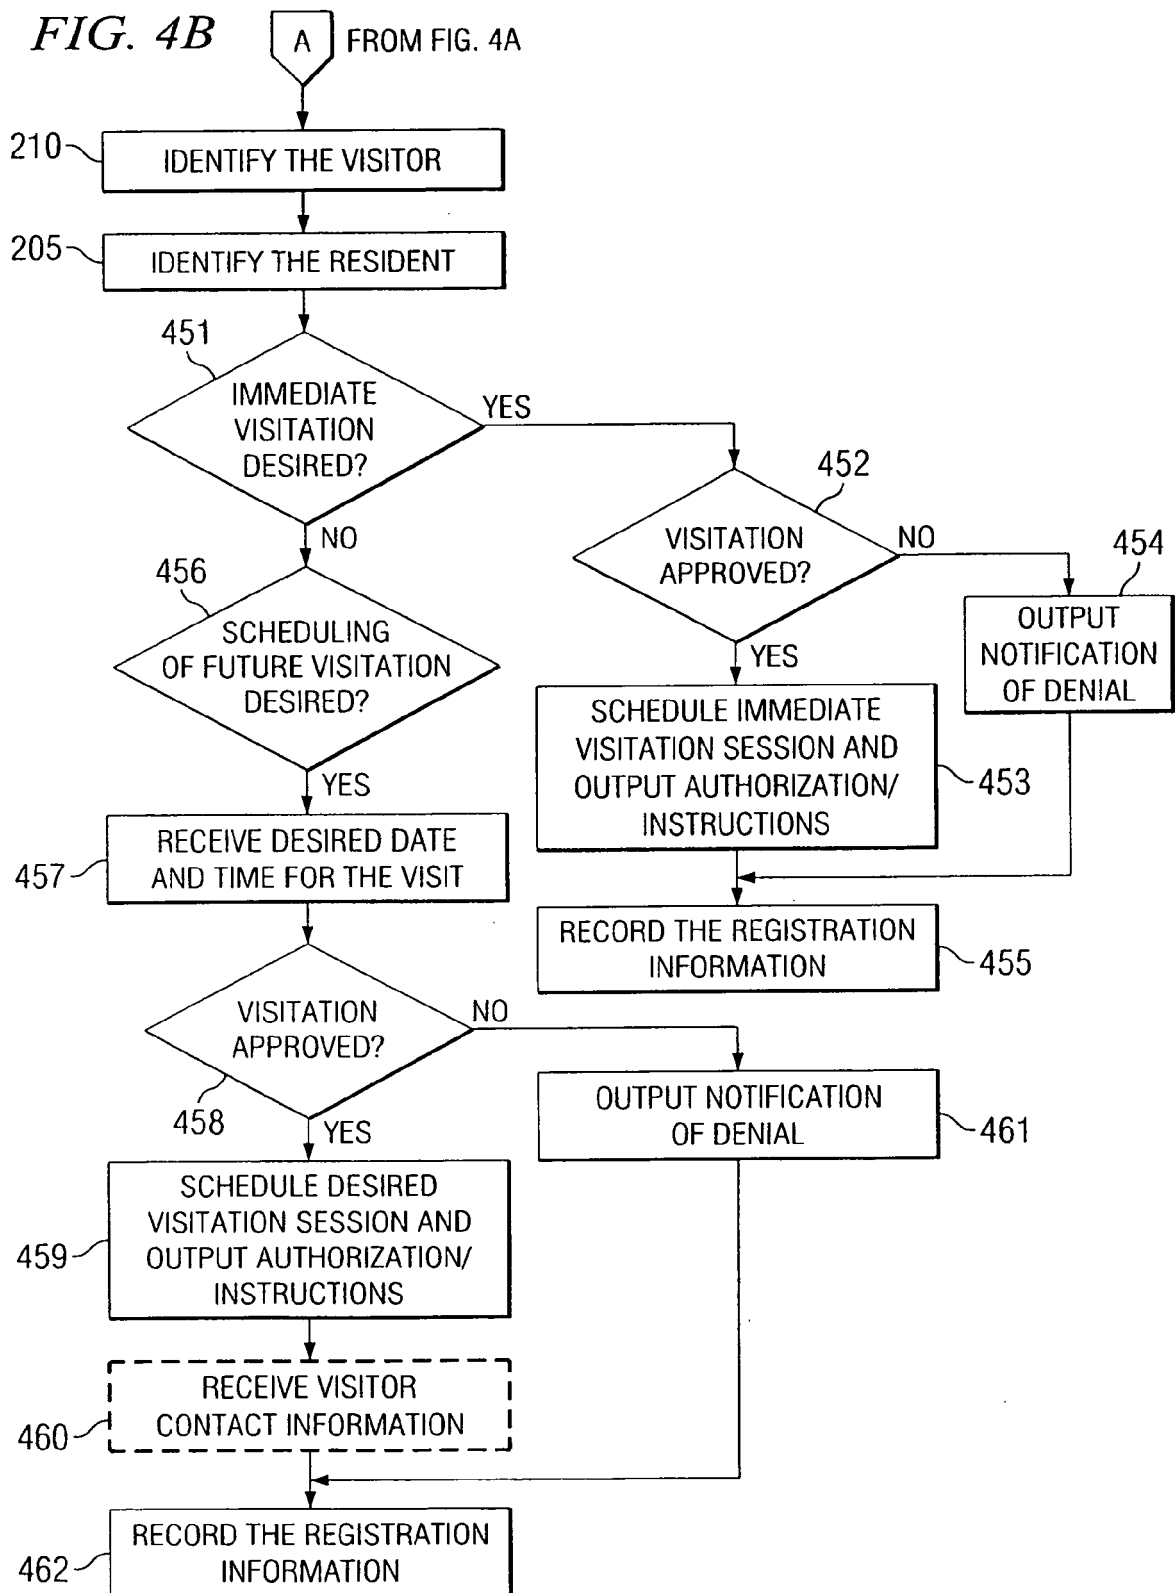 FIG. 4B
A
FROM FIG. 4A
210
IDENTIFY THE VISITOR
205
IDENTIFY THE RESIDENT
451
IMMEDIATE
VISITATION
DESIRED?
YES
NO
452
VISITATION
APPROVED?
NO
YES
454
OUTPUT
NOTIFICATION
OF DENIAL
SCHEDULE IMMEDIATE
VISITATION SESSION AND
OUTPUT AUTHORIZATION/
INSTRUCTIONS
453
RECORD THE REGISTRATION
INFORMATION
455
456
SCHEDULING
OF FUTURE VISITATION
DESIRED?
YES
457
RECEIVE DESIRED DATE
AND TIME FOR THE VISIT
VISITATION
APPROVED?
458
NO
YES
OUTPUT NOTIFICATION
OF DENIAL
461
459
SCHEDULE DESIRED
VISITATION SESSION AND
OUTPUT AUTHORIZATION/
INSTRUCTIONS
460
RECEIVE VISITOR
CONTACT INFORMATION
462
RECORD THE REGISTRATION
INFORMATION